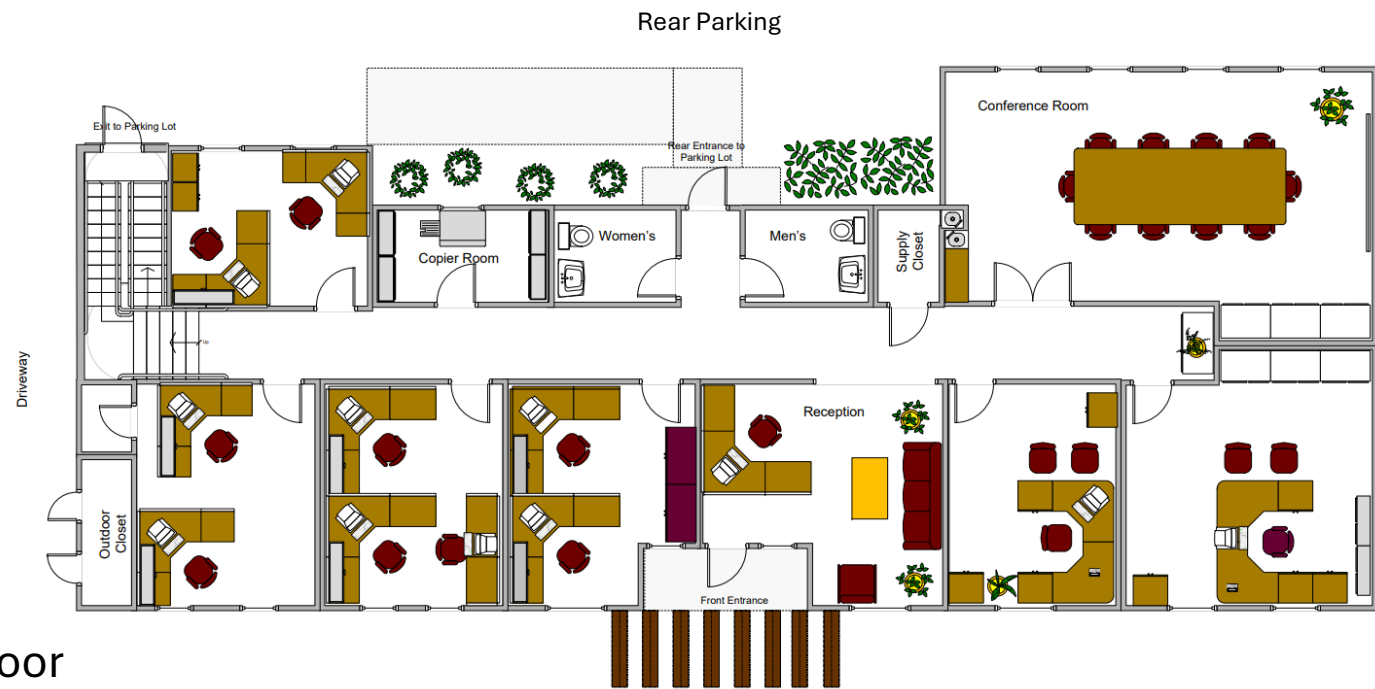 Rear Parking
Conference Room
Exit to Parking Lot
Rear Entrance to
Parking Lot
Women's
Men's
Supply
Closet
Copier Room
Up
Driveway
Reception
Outdoor
Closet
Front Entrance
oor